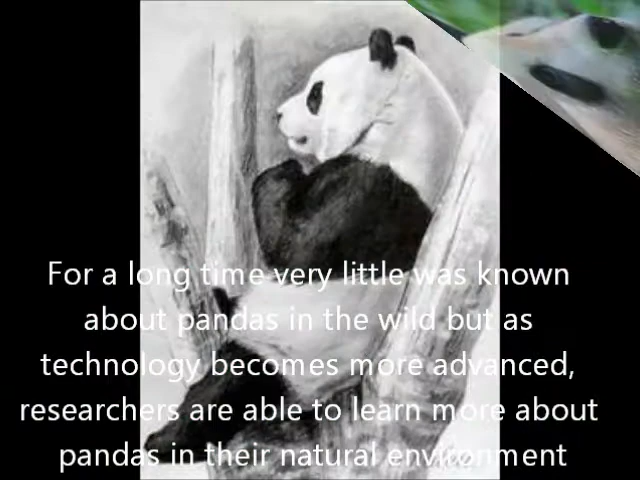 For a long time very little was known
about pandas in the wild but as
technology becomes more advanced,
researchers are able to learn more about
pandas in their natural environment